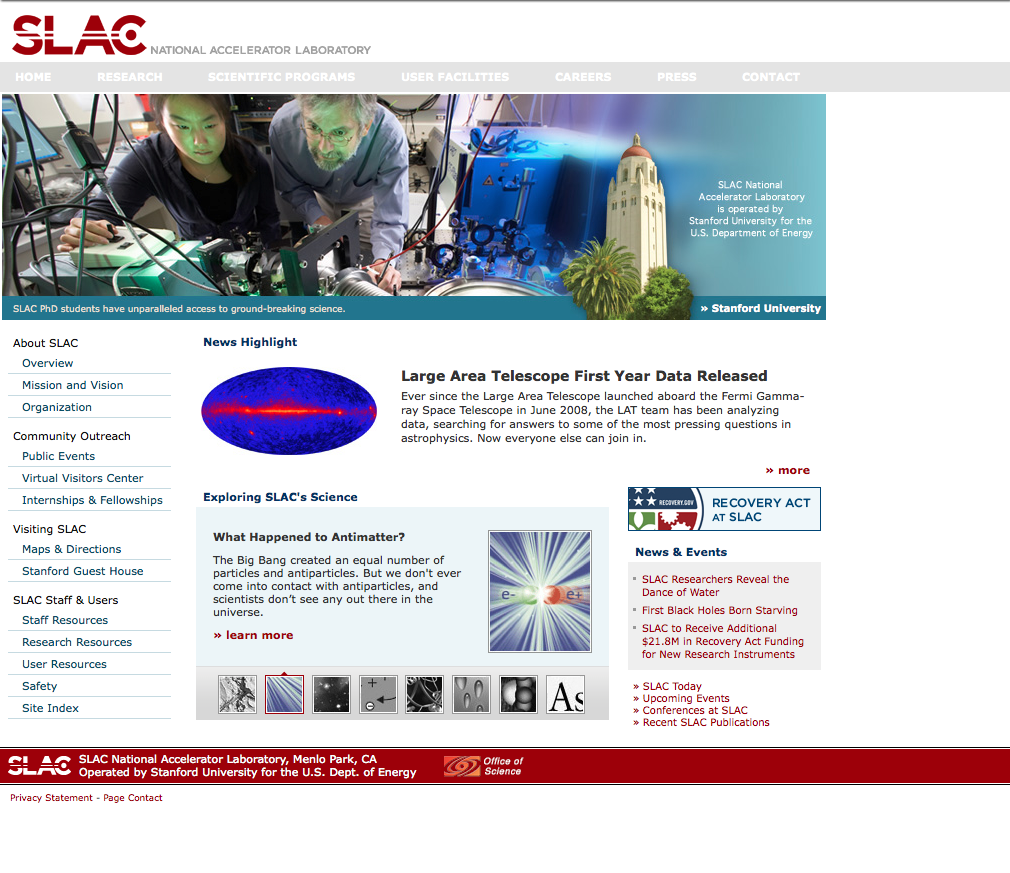 SLAC NATIONAL ACCELERATOR LABORATORY
HOME RESEARCH SCIENTIFIC PROGRAMS USER FACILITIES CAREERS PRESS CONTACT
SLAC National
Accelerator Laboratory
is operated by
Stanford University for the
U.S. Department of Energy
SLAC PhD students have unparalleled access to ground-breaking science.
» Stanford University
About SLAC
Overview
Mission and Vision
Organization
Community Outreach
Public Events
Virtual Visitors Center
Internships & Fellowships
Visiting SLAC
Maps & Directions
Stanford Guest House
SLAC Staff & Users
Staff Resources
Research Resources
User Resources
Safety
Site Index
News Highlight
Large Area Telescope First Year Data Released
Ever since the Large Area Telescope launched aboard the Fermi Gamma-
ray Space Telescope in June 2008, the LAT team has been analyzing
data, searching for answers to some of the most pressing questions in
astrophysics. Now everyone else can join in.
» more
Exploring SLAC's Science
What Happened to Antimatter?
The Big Bang created an equal number of
particles and antiparticles. But we don't ever
come into contact with antiparticles, and
scientists don’t see any out there in the
universe.
» learn more
e- e+
As
RECOVERY.GOV
RECOVERY ACT
AT SLAC
News & Events
SLAC Researchers Reveal the
Dance of Water
First Black Holes Born Starving
SLAC to Receive Additional
$21.8M in Recovery Act Funding
for New Research Instruments
» SLAC Today
» Upcoming Events
» Conferences at SLAC
» Recent SLAC Publications
SLAC
SLAC National Accelerator Laboratory, Menlo Park, CA
Operated by Stanford University for the U.S. Dept. of Energy
Office of
Science
Privacy Statement - Page Contact